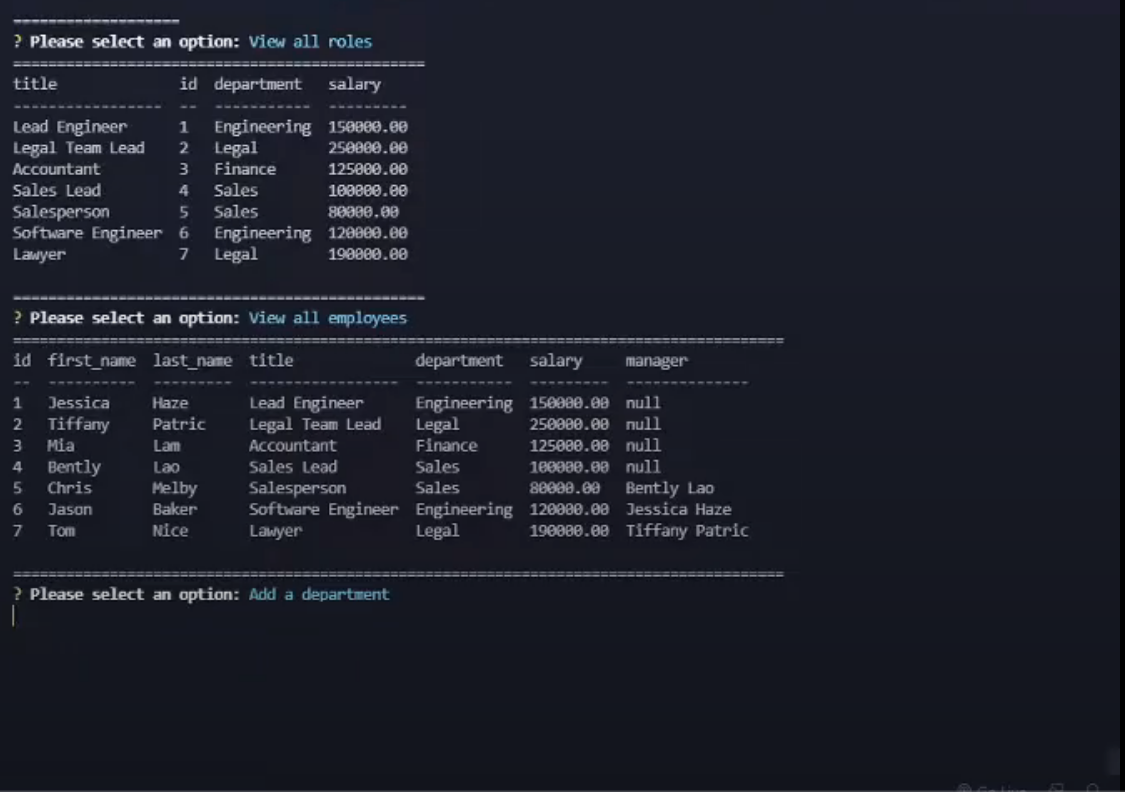 ===================
? Please select an option: View all roles
===============================================
title              id  department   salary
-----------------  --  -----------  ---------
Lead Engineer      1   Engineering  150000.00
Legal Team Lead    2   Legal        250000.00
Accountant         3   Finance      125000.00
Sales Lead         4   Sales        100000.00
Salesperson        5   Sales        80000.00
Software Engineer  6   Engineering  120000.00
Lawyer             7   Legal        190000.00
===============================================
? Please select an option: View all employees
========================================================================================
id  first_name  last_name  title              department   salary     manager
--  ----------  ---------  -----------------  -----------  ---------  --------------
1   Jessica     Haze       Lead Engineer      Engineering  150000.00  null
2   Tiffany     Patric     Legal Team Lead    Legal        250000.00  null
3   Mia         Lam        Accountant         Finance      125000.00  null
4   Bently      Lao        Sales Lead         Sales        100000.00  null
5   Chris       Melby      Salesperson        Sales        80000.00   Bently Lao
6   Jason       Baker      Software Engineer  Engineering  120000.00  Jessica Haze
7   Tom         Nice       Lawyer             Legal        190000.00  Tiffany Patric
========================================================================================
? Please select an option: Add a department